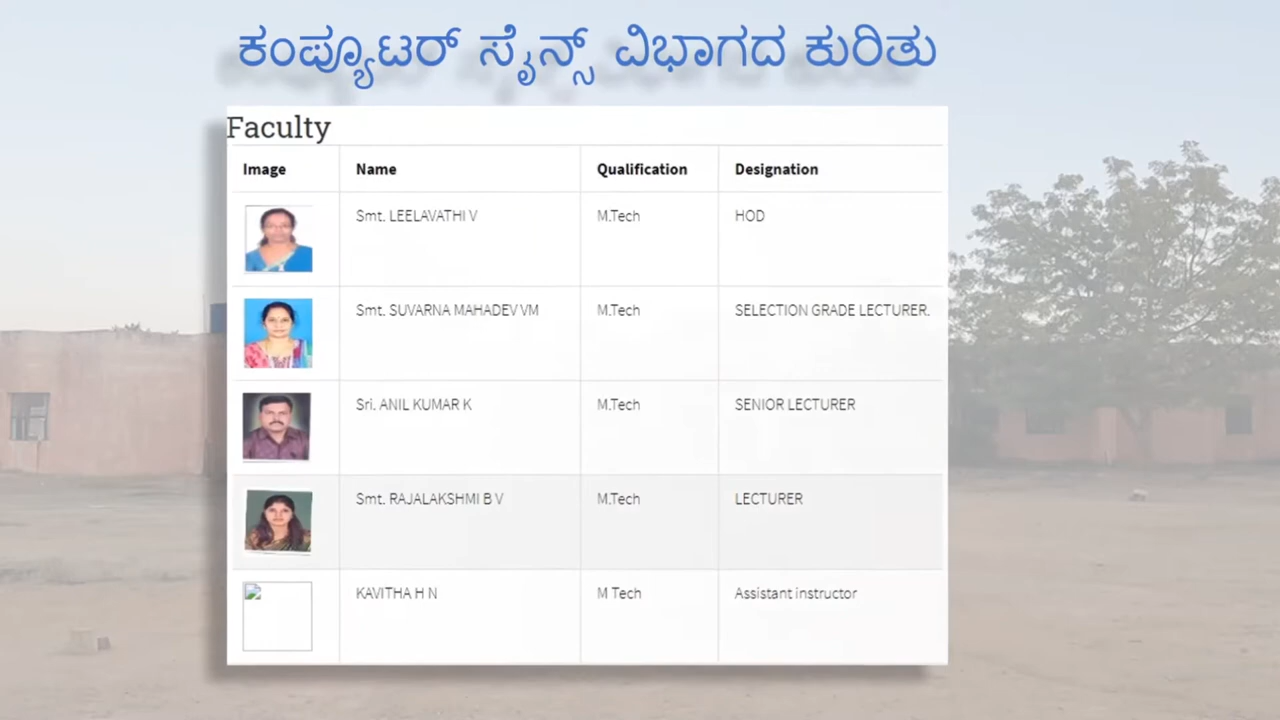 ಕಂಪ್ಯೂಟರ್ ಸೈನ್ಸ್ ವಿಭಾಗದ ಕುರಿತು
Faculty
Image Name Qualification Designation
Smt. LEELAVATHI V M.Tech HOD
Smt. SUVARNA MAHADEV VM M.Tech SELECTION GRADE LECTURER.
Sri. ANIL KUMAR K M.Tech SENIOR LECTURER
Smt. RAJALAKSHMI B V M.Tech LECTURER
KAVITHA H N M Tech Assistant instructor